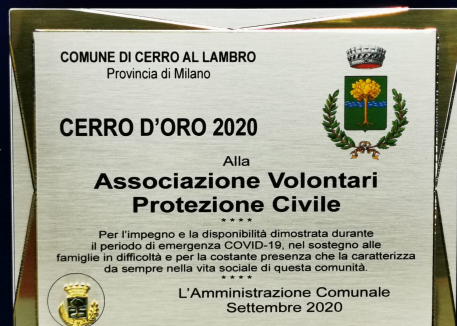 COMUNE DI CERRO AL LAMBRO
Provincia di Milano
CERRO D'ORO 2020
Alla
Associazione Volontari
Protezione Civile
* * * *
Per l'impegno e la disponibilità dimostrata durante
il periodo di emergenza COVID-19, nel sostegno alle
famiglie in difficoltà e per la costante presenza che la caratterizza
da sempre nella vita sociale di questa comunità.
* * * *
L'Amministrazione Comunale
Settembre 2020